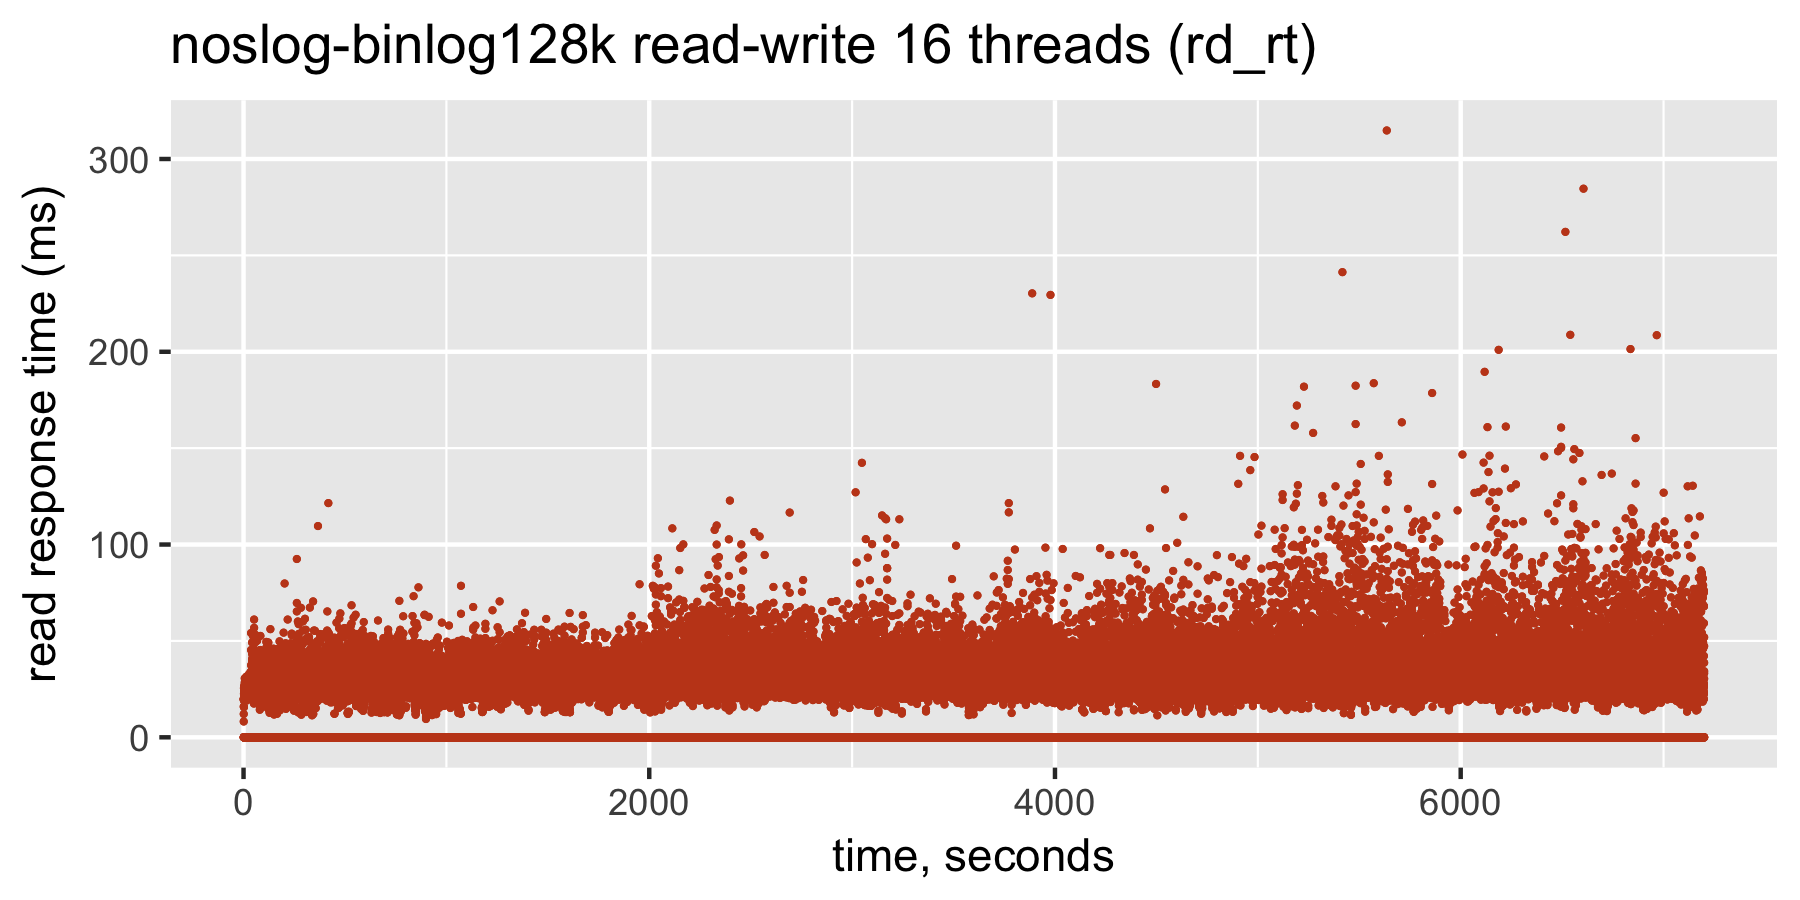 noslog-binlog128k read-write 16 threads (rd_rt)
read response time (ms)
300
200
100
0
0 2000 4000 6000
time, seconds